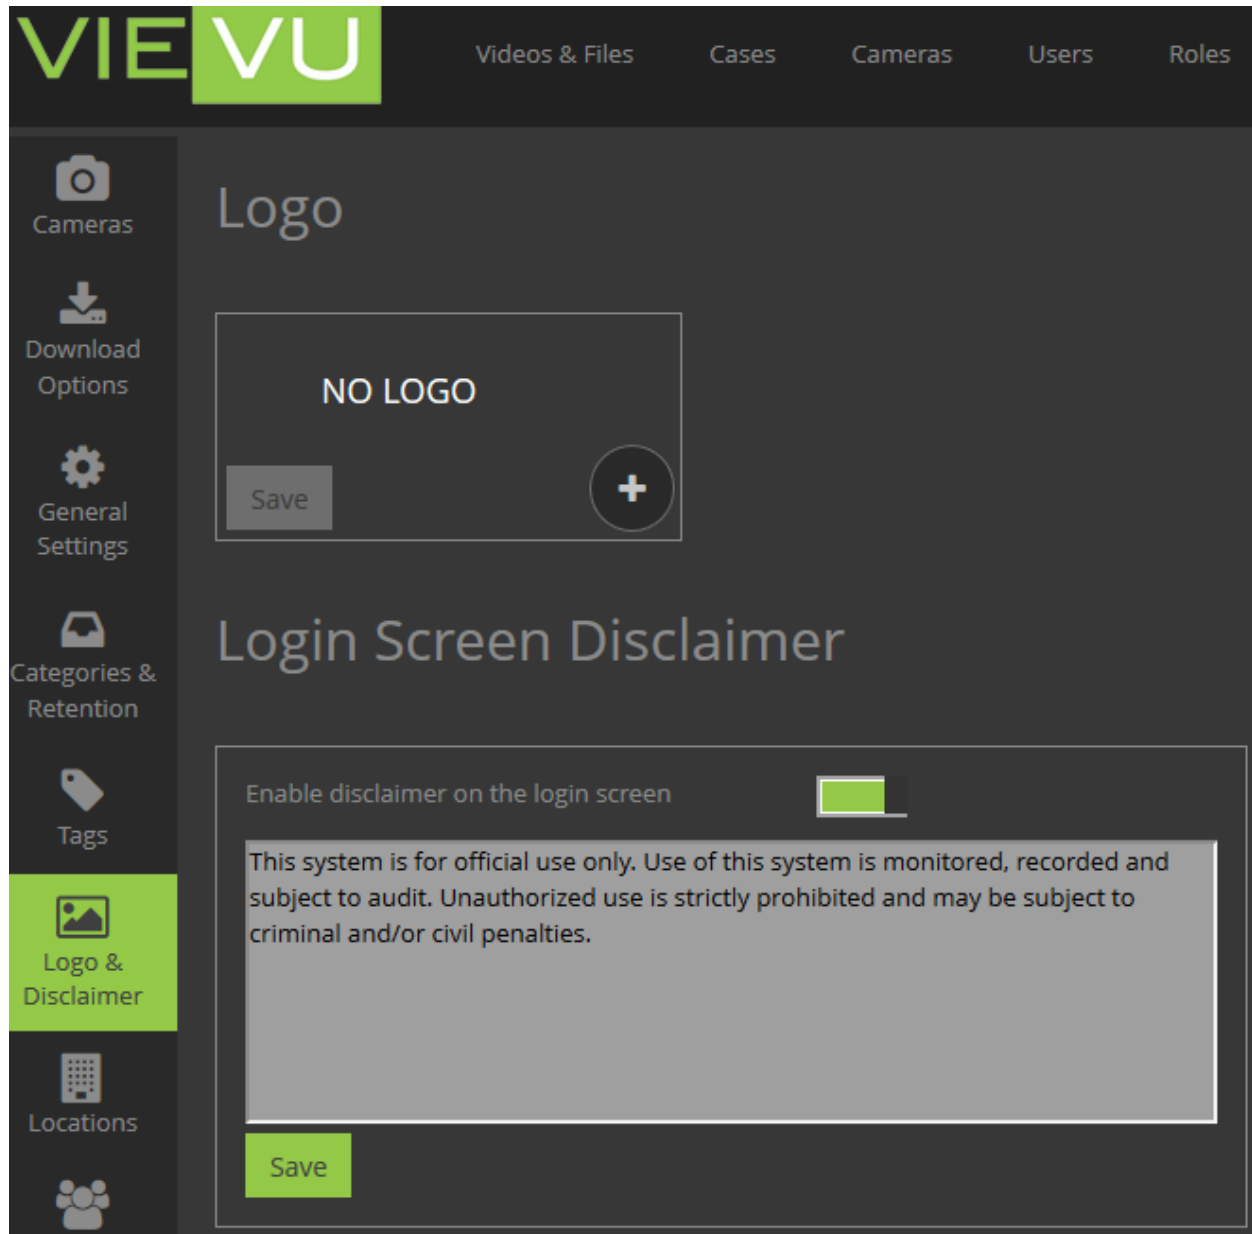 VIEVU
Videos & Files
Cases
Cameras
Users
Roles
Cameras
Download
Options
General
Settings
Categories &
Retention
Tags
Logo &
Disclaimer
Locations
Logo
NO LOGO
Save
Login Screen Disclaimer
Enable disclaimer on the login screen
This system is for official use only. Use of this system is monitored, recorded and
subject to audit. Unauthorized use is strictly prohibited and may be subject to
criminal and/or civil penalties.
Save